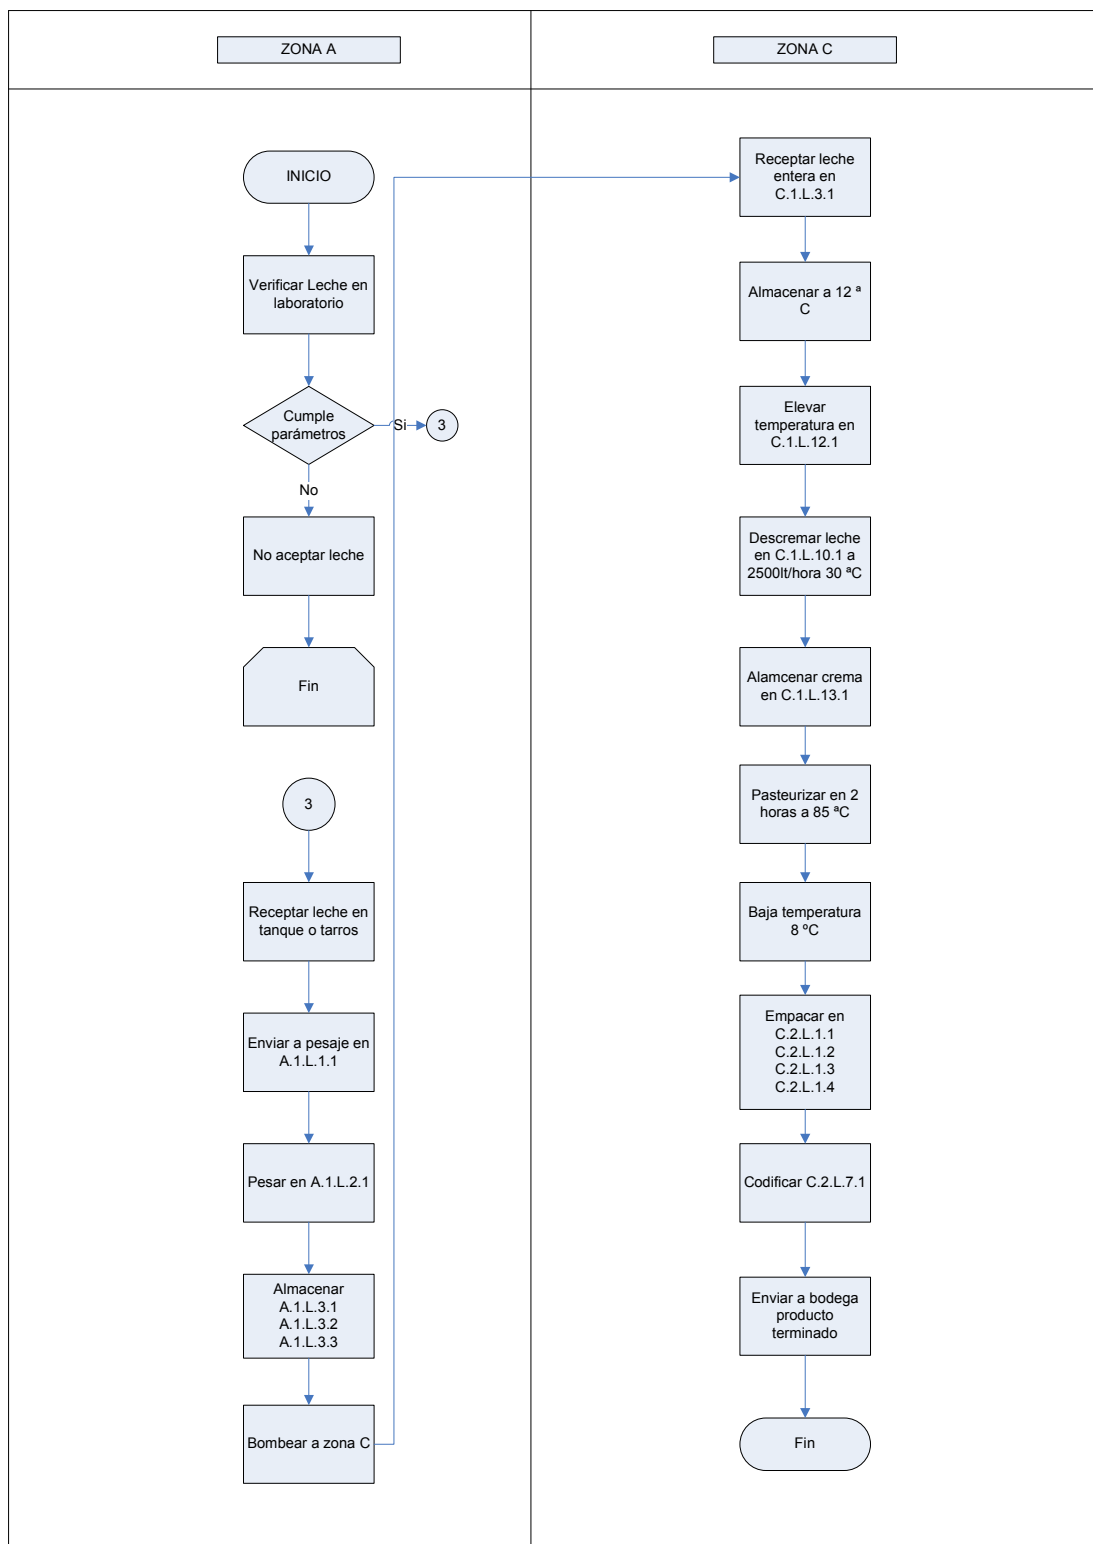 ZONA A
ZONA C
INICIO
Verificar Leche en
laboratorio
Cumple
parámetros
Si
3
No
No aceptar leche
Fin
3
Receptar leche en
tanque o tarros
Enviar a pesaje en
A.1.L.1.1
Pesar en A.1.L.2.1
Almacenar
A.1.L.3.1
A.1.L.3.2
A.1.L.3.3
Bombear a zona C
Receptar leche
entera en
C.1.L.3.1
Almacenar a 12 ª
C
Elevar
temperatura en
C.1.L.12.1
Descremar leche
en C.1.L.10.1 a
2500lt/hora 30 ªC
Alamcenar crema
en C.1.L.13.1
Pasteurizar en 2
horas a 85 ªC
Baja temperatura
8 ºC
Empacar en
C.2.L.1.1
C.2.L.1.2
C.2.L.1.3
C.2.L.1.4
Codificar C.2.L.7.1
Enviar a bodega
producto
terminado
Fin